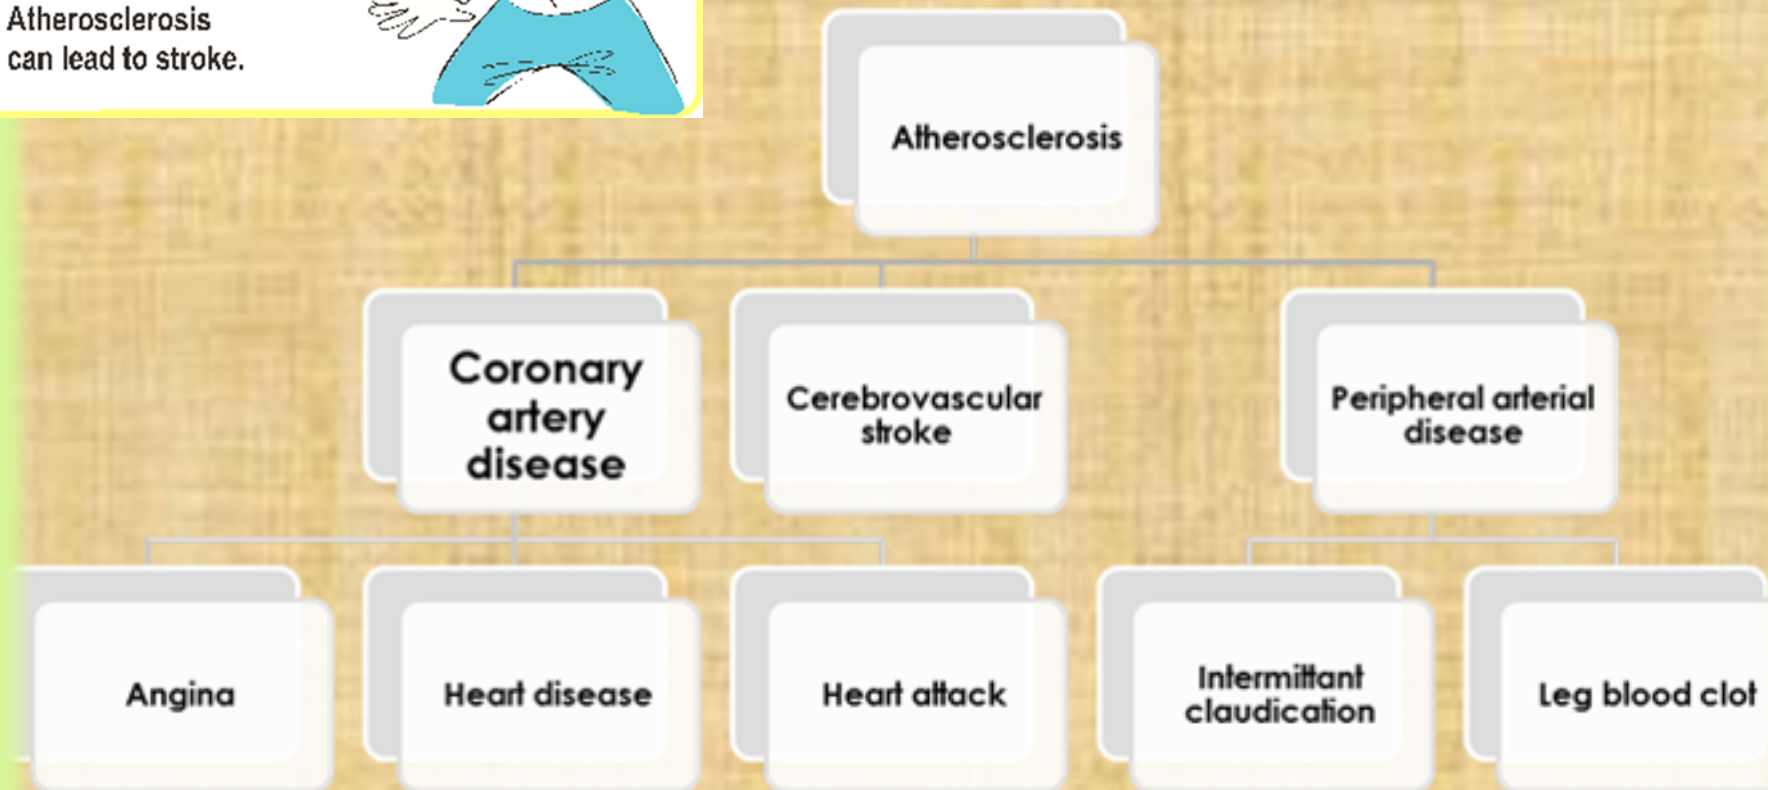 Atherosclerosis
can lead to stroke.
Atherosclerosis
Coronary
artery
disease
Cerebrovascular
stroke
Peripheral arterial
disease
Angina
Heart disease
Heart attack
Intermittant
claudication
Leg blood clot